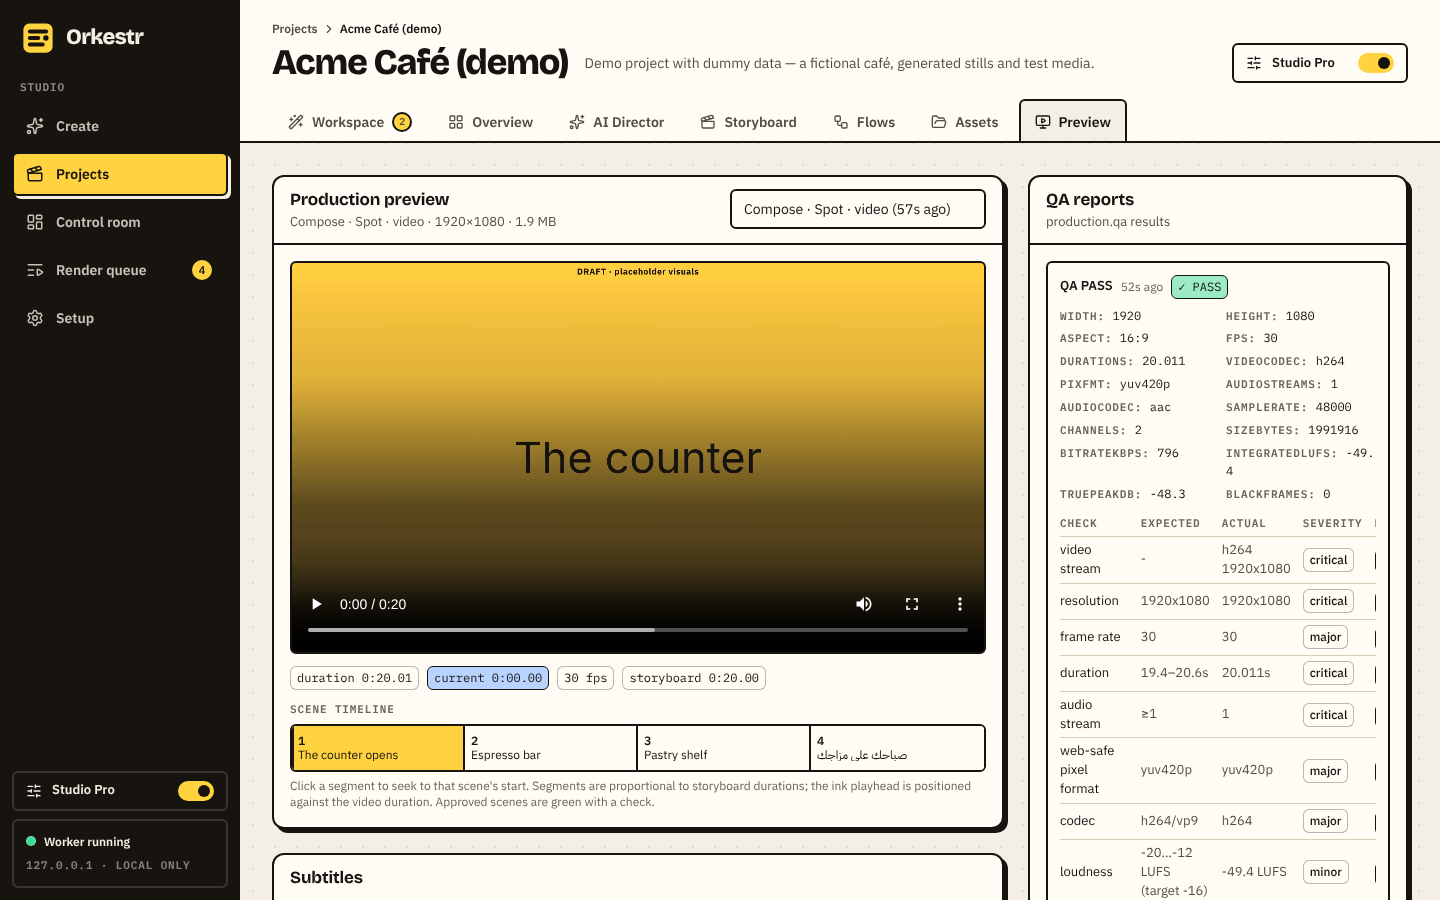 Orkestr
STUDIO
Create
Projects
Control room
Render queue 4
Setup
Studio Pro
Worker running
127.0.0.1 · LOCAL ONLY
Projects > Acme Café (demo)
Acme Café (demo)
Demo project with dummy data — a fictional café, generated stills and test media.
Studio Pro
Workspace 2
Overview
AI Director
Storyboard
Flows
Assets
Preview
Production preview
Compose · Spot · video · 1920×1080 · 1.9 MB
Compose · Spot · video (57s ago)
DRAFT · placeholder visuals
The counter
0:00 / 0:20
duration 0:20.01
current 0:00.00
30 fps
storyboard 0:20.00
SCENE TIMELINE
1
The counter opens
2
Espresso bar
3
Pastry shelf
4
صباحك على مزاجك
Click a segment to seek to that scene's start. Segments are proportional to storyboard durations; the ink playhead is positioned
against the video duration. Approved scenes are green with a check.
Subtitles
QA reports
production.qa results
QA PASS 52s ago ✓ PASS
WIDTH: 1920 HEIGHT: 1080
ASPECT: 16:9 FPS: 30
DURATIONS: 20.011 VIDEOCODEC: h264
PIXFMT: yuv420p AUDIOSTREAMS: 1
AUDIOCODEC: aac SAMPLERATE: 48000
CHANNELS: 2 SIZEBYTES: 1991916
BITRATEKBPS: 796 INTEGRATEDLUFS: -49.
4
TRUEPEAKDB: -48.3 BLACKFRAMES: 0
CHECK EXPECTED ACTUAL SEVERITY
video
stream
-
h264
1920x1080
critical
resolution 1920x1080 1920x1080 critical
frame rate 30 30 major
duration 19.4–20.6s 20.011s critical
audio
stream
≥1 1 critical
web-safe
pixel
format
yuv420p yuv420p major
codec h264/vp9 h264 major
loudness
-20…-12
LUFS
(target -16)
-49.4 LUFS minor